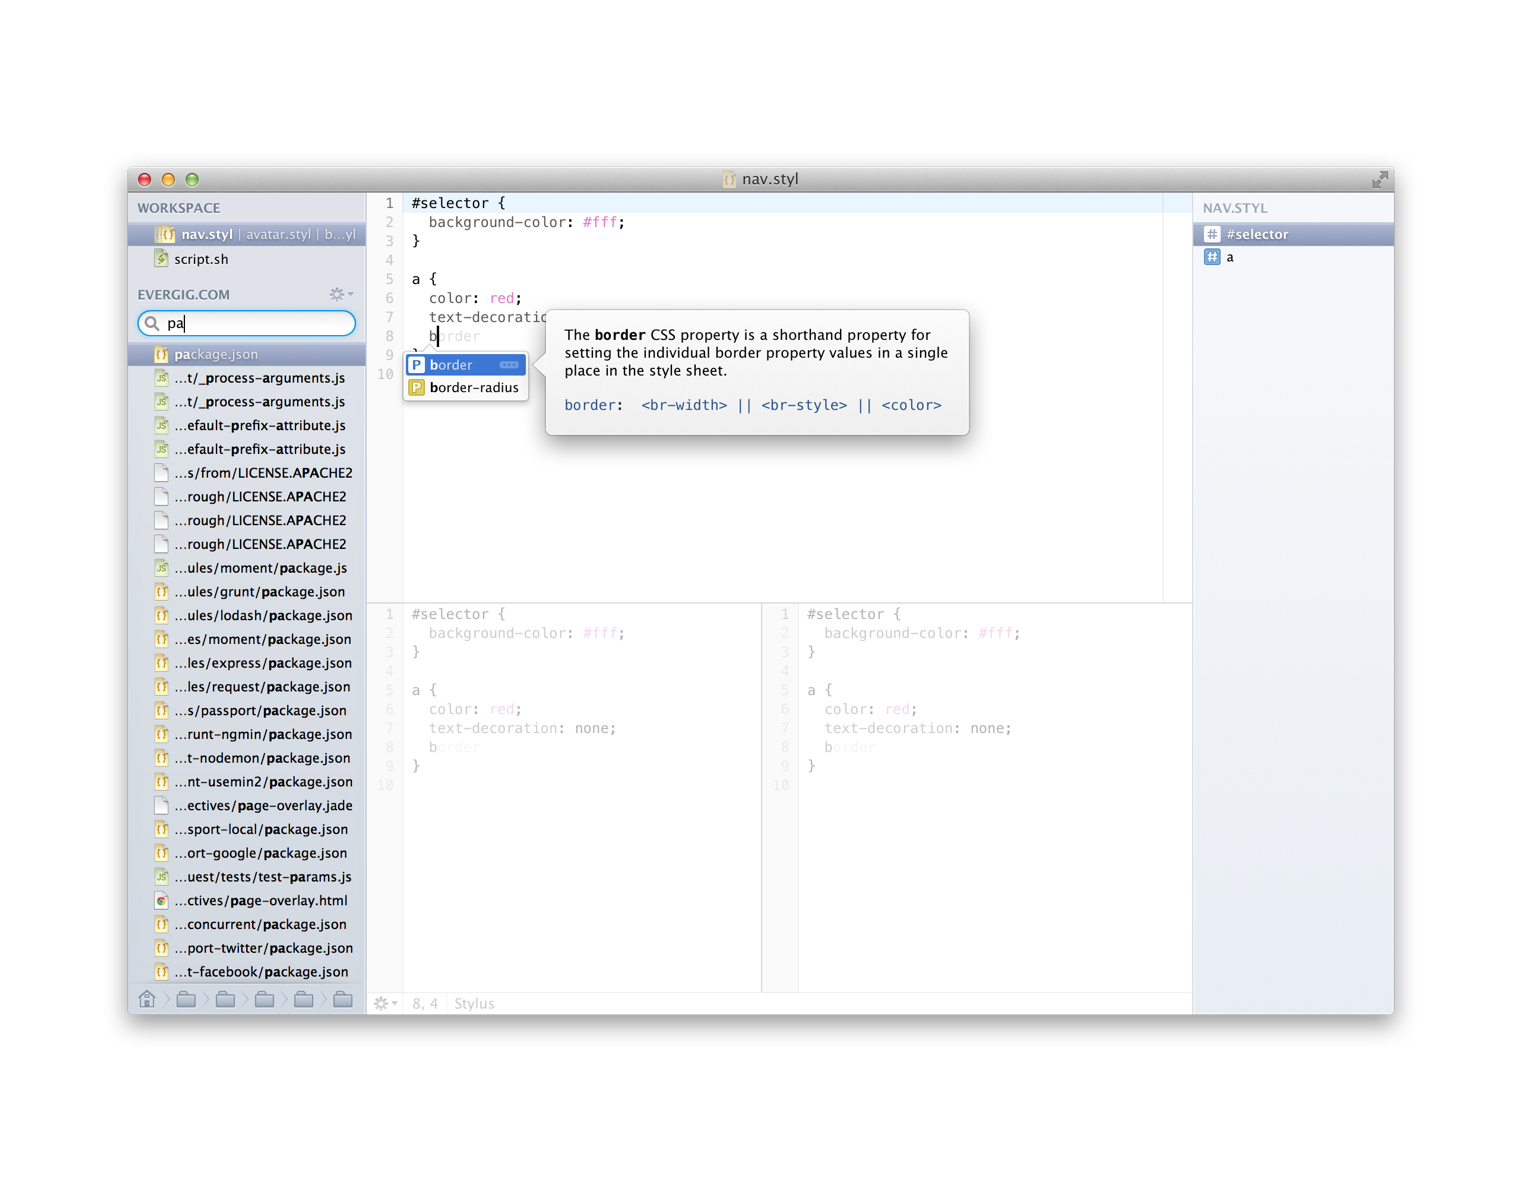 nav.styl
WORKSPACE
nav.styl | avatar.styl | b...yl
script.sh
EVERGIG.COM
pa
package.json
...t/_process-arguments.js
...t/_process-arguments.js
...efault-prefix-attribute.js
...efault-prefix-attribute.js
...s/from/LICENSE.APACHE2
...rough/LICENSE.APACHE2
...rough/LICENSE.APACHE2
...rough/LICENSE.APACHE2
...ules/moment/package.js
...ules/grunt/package.json
...ules/lodash/package.json
...es/moment/package.json
...les/express/package.json
...les/request/package.json
...s/passport/package.json
...runt-ngmin/package.json
...t-nodemon/package.json
...nt-usemin2/package.json
...ectives/page-overlay.jade
...sport-local/package.json
...ort-google/package.json
...uest/tests/test-params.js
...ctives/page-overlay.html
...concurrent/package.json
...port-twitter/package.json
...t-facebook/package.json
1 #selector {
2 background-color: #fff;
3 }
4
5 a {
6 color: red;
7 text-decoratio
8 border
9
10
P border
P border-radius
The border CSS property is a shorthand property for
setting the individual border property values in a single
place in the style sheet.
border: <br-width> || <br-style> || <color>
1 #selector {
2 background-color: #fff;
3 }
4
5 a {
6 color: red;
7 text-decoration: none;
8 border
9 }
10
1 #selector {
2 background-color: #fff;
3 }
4
5 a {
6 color: red;
7 text-decoration: none;
8 border
9 }
10
8, 4 Stylus
NAV.STYL
# #selector
# a